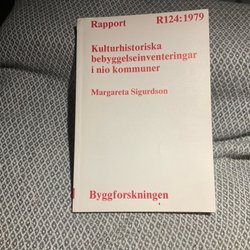 Rapport R124:1979
Kulturhistoriska
bebyggelseinventeringar
i nio kommuner
Margareta Sigurdson
Byggforskningen